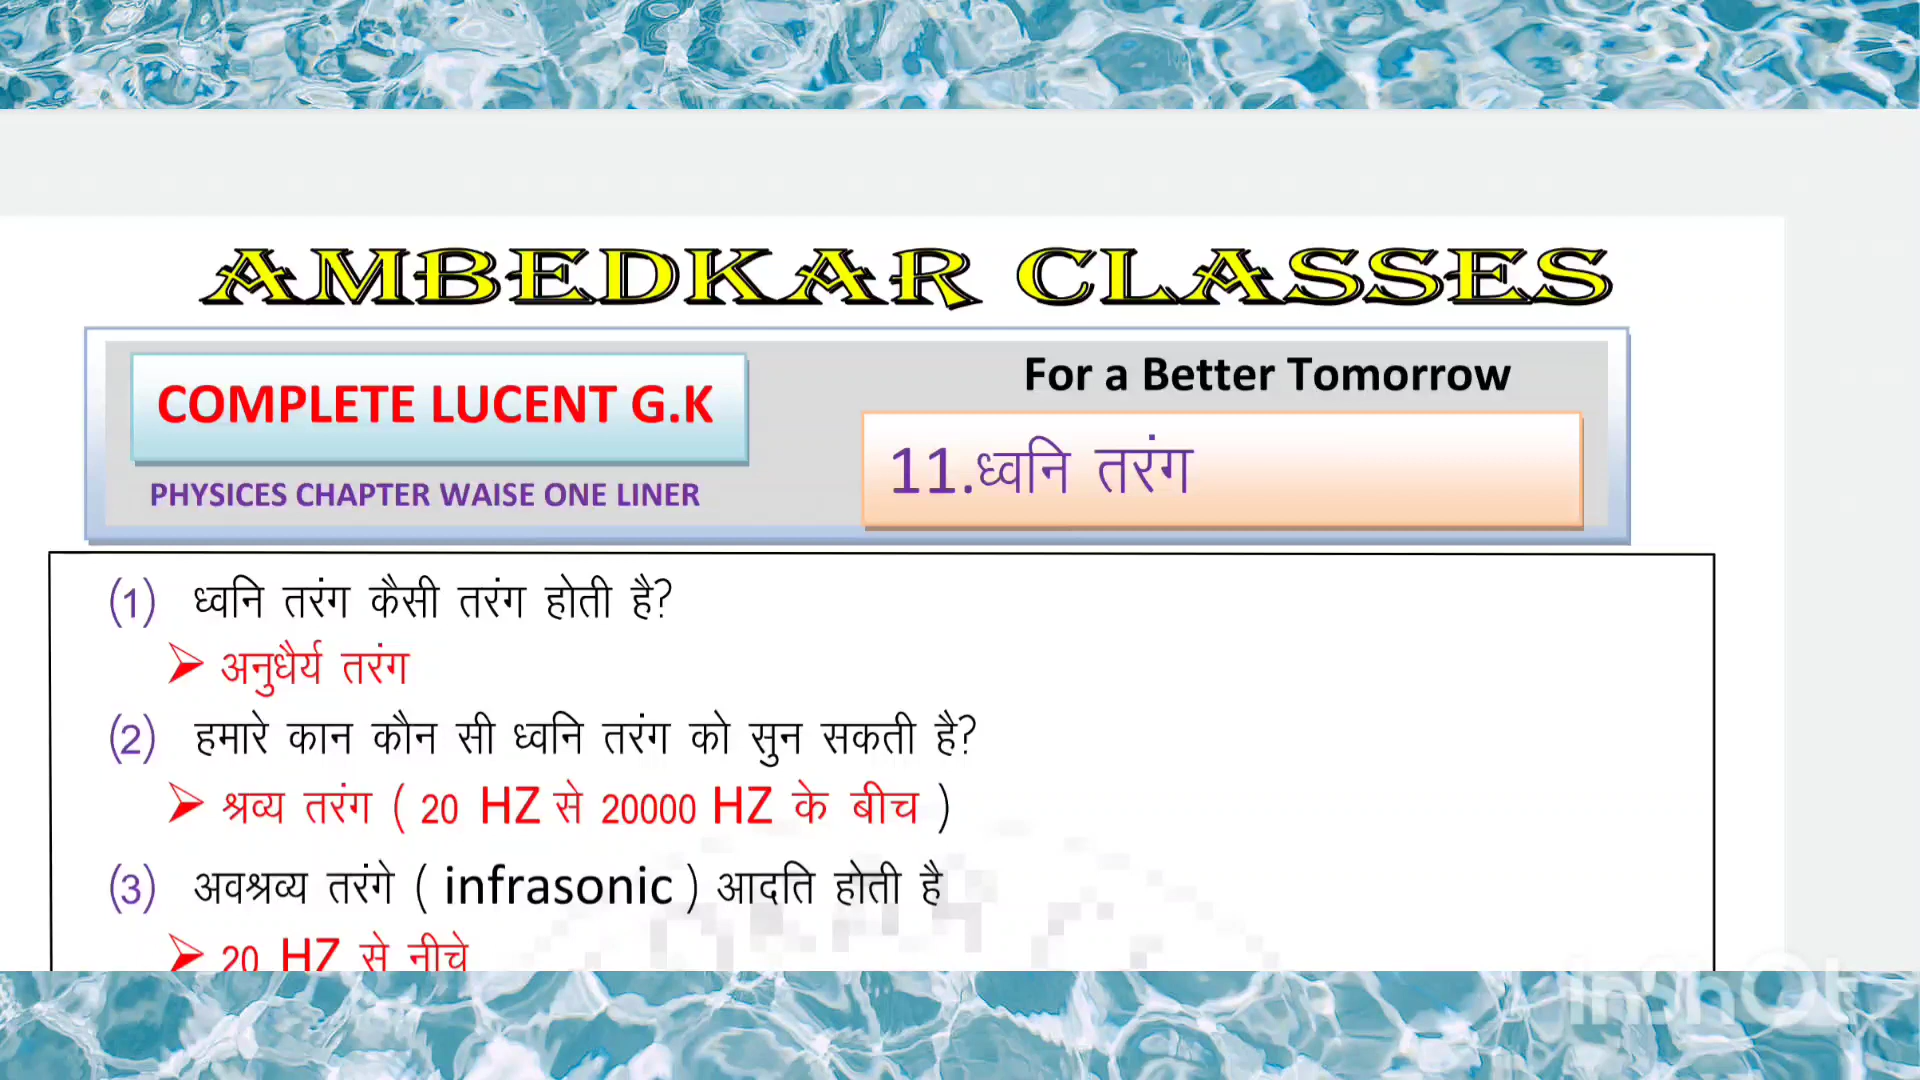 AMBEDKAR CLASSES
COMPLETE LUCENT G.K
For a Better Tomorrow
PHYSICES CHAPTER WAISE ONE LINER
11.ध्वनि तरंग
(1) ध्वनि तरंग कैसी तरंग होती है?
➢ अनुधैर्य तरंग
(2) हमारे कान कौन सी ध्वनि तरंग को सुन सकती है?
➢ श्रव्य तरंग ( 20 HZ से 20000 HZ के बीच )
(3) अवश्रव्य तरंगे ( infrasonic ) आदति होती है
➢ 20 HZ से नीचे
InShOt